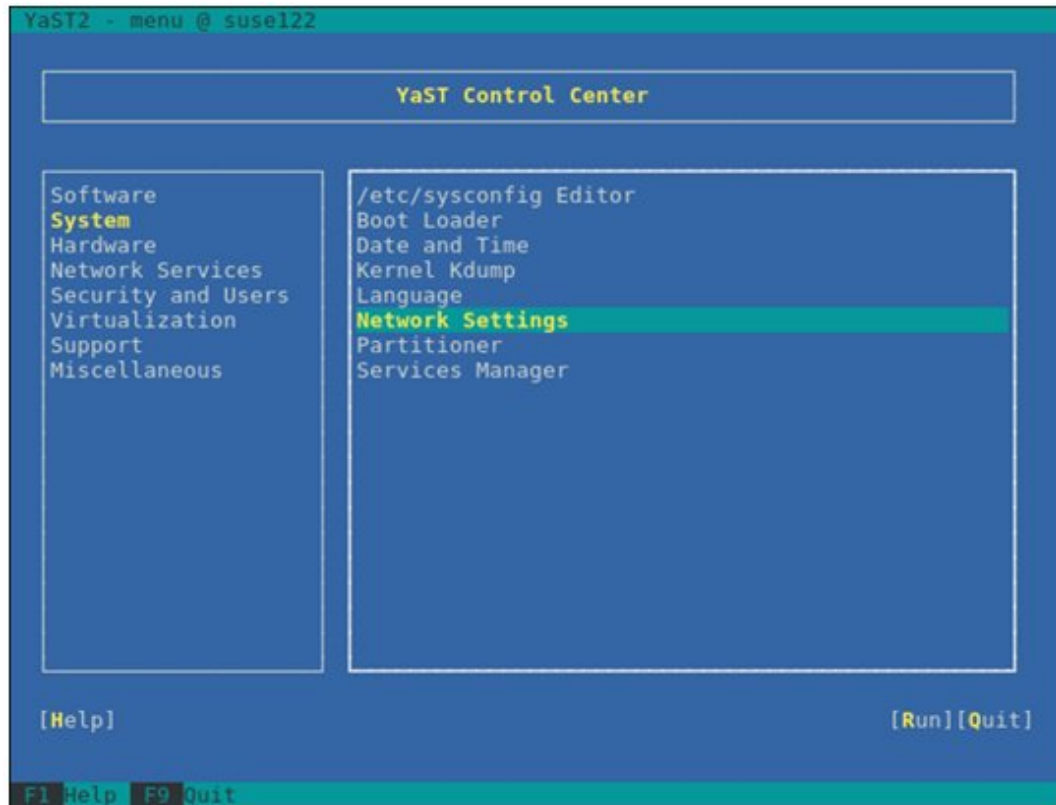 YaST2 - menu @ suse122
YaST Control Center
Software
System
Hardware
Network Services
Security and Users
Virtualization
Support
Miscellaneous
/etc/sysconfig Editor
Boot Loader
Date and Time
Kernel Kdump
Language
Network Settings
Partitioner
Services Manager
[Help] [Run][Quit]
F1 Help F9 Quit